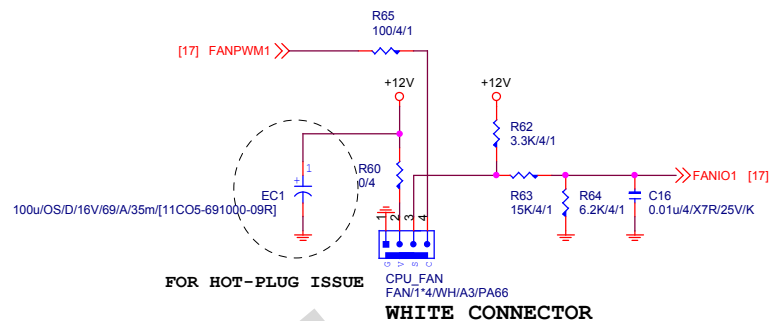 R65
100/4/1
[17] FANPWM1
+12V
+12V
R62
3.3K/4/1
1
+
EC1
R60
0/4
100u/OS/D/16V/69/A/35m/[11CO5-691000-09R]
FANIO1 [17]
R63
15K/4/1
R64
6.2K/4/1
C16
0.01u/4/X7R/25V/K
1
2
3
4
G
V
S
C
FOR HOT-PLUG ISSUE
CPU_FAN
FAN/1*4/WH/A3/PA66
WHITE CONNECTOR